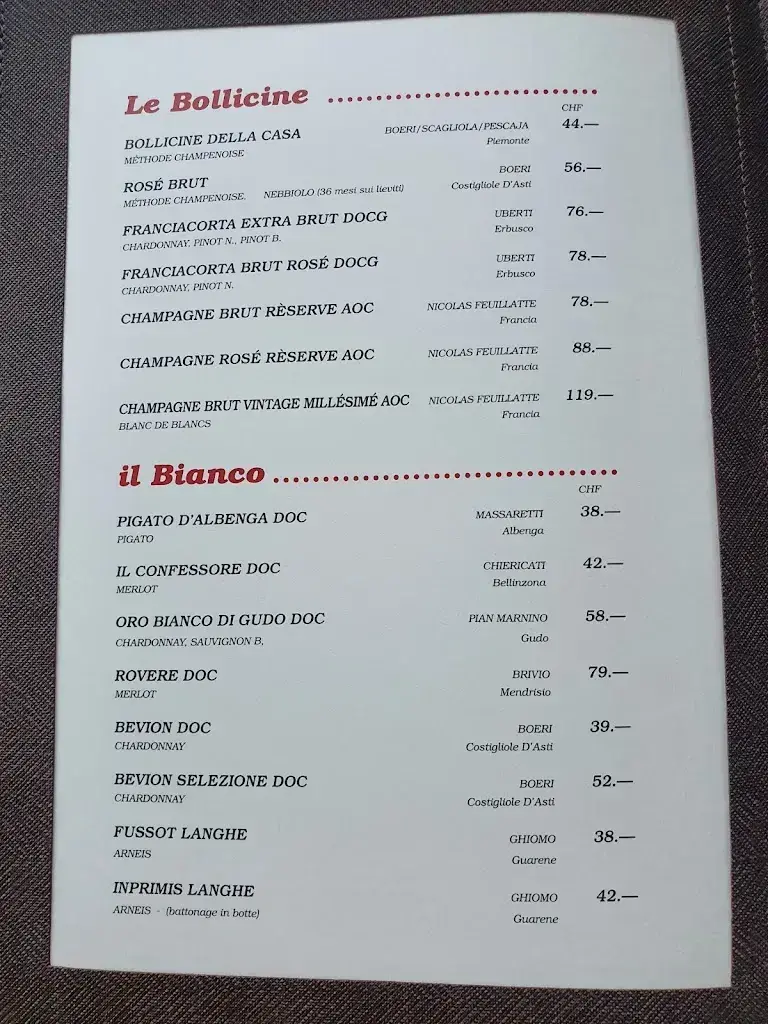 Le Bollicine ................................
CHF
BOLLICINE DELLA CASA BOERI/SCAGLIOLA/PESCAJA 44.—
MÉTHODE CHAMPENOISE Piemonte
ROSÉ BRUT BOERI 56.—
MÉTHODE CHAMPENOISE. NEBBIOLO (36 mesi sui lieviti) Costigliole D'Asti
FRANCIACORTA EXTRA BRUT DOCG UBERTI 76.—
CHARDONNAY, PINOT N., PINOT B. Erbusco
FRANCIACORTA BRUT ROSÉ DOCG UBERTI 78.—
CHARDONNAY, PINOT N. Erbusco
CHAMPAGNE BRUT RÈSERVE AOC NICOLAS FEUILLATTE 78.—
Francia
CHAMPAGNE ROSÉ RÈSERVE AOC NICOLAS FEUILLATTE 88.—
Francia
CHAMPAGNE BRUT VINTAGE MILLÉSIMÉ AOC NICOLAS FEUILLATTE 119.—
BLANC DE BLANCS Francia
il Bianco ........................................
CHF
PIGATO D'ALBENGA DOC MASSARETTI 38.—
PIGATO Albenga
IL CONFESSORE DOC CHIERICATI 42.—
MERLOT Bellinzona
ORO BIANCO DI GUDO DOC PIAN MARNINO 58.—
CHARDONNAY, SAUVIGNON B, Gudo
ROVERE DOC BRIVIO 79.—
MERLOT Mendrisio
BEVION DOC BOERI 39.—
CHARDONNAY Costigliole D'Asti
BEVION SELEZIONE DOC BOERI 52.—
CHARDONNAY Costigliole D'Asti
FUSSOT LANGHE GHIOMO 38.—
ARNEIS Guarene
INPRIMIS LANGHE GHIOMO 42.—
ARNEIS - (battonage in botte) Guarene